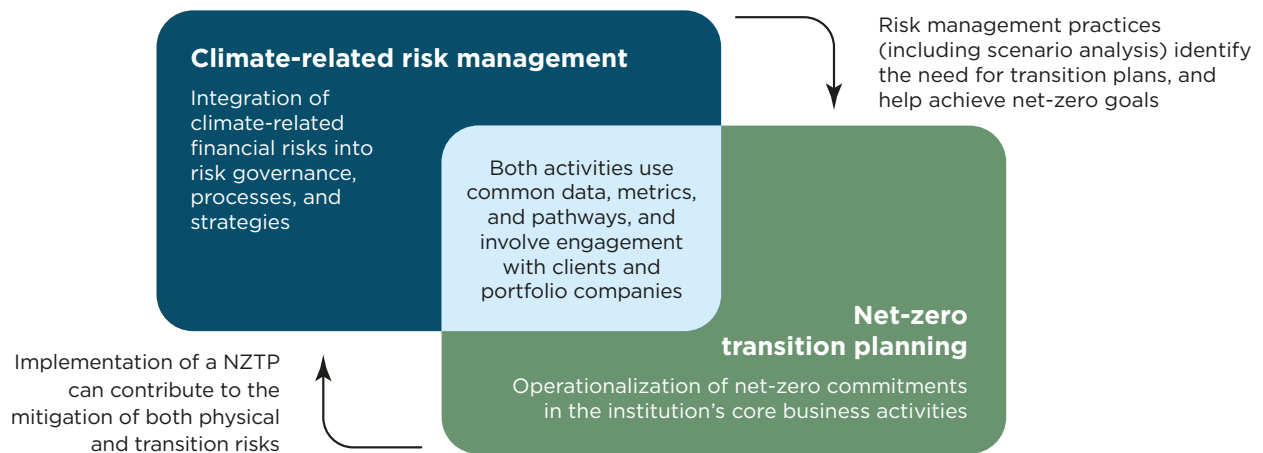 Climate-related risk management
Integration of
climate-related
financial risks into
risk governance,
processes, and
strategies
Risk management practices
(including scenario analysis) identify
the need for transition plans, and
help achieve net-zero goals
Both activities use
common data, metrics,
and pathways, and
involve engagement
with clients and
portfolio companies
Net-zero
transition planning
Operationalization of net-zero commitments
in the institution's core business activities
Implementation of a NZTP
can contribute to the
mitigation of both physical
and transition risks